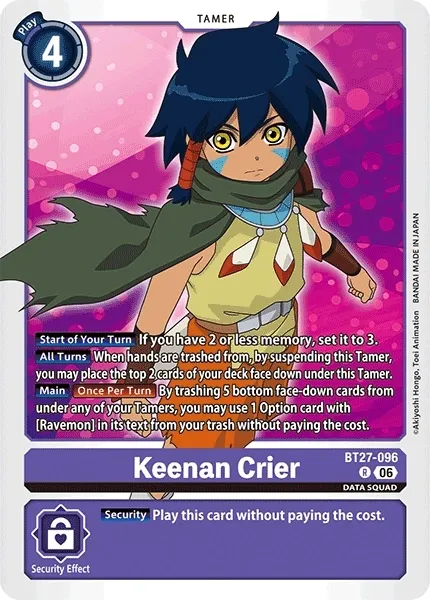 TAMER
Play
4
Start of Your Turn If you have 2 or less memory, set it to 3.
All Turns When hands are trashed from, by suspending this Tamer,
you may place the top 2 cards of your deck face down under this Tamer.
Main Once Per Turn By trashing 5 bottom face-down cards from
under any of your Tamers, you may use 1 Option card with
[Ravemon] in its text from your trash without paying the cost.
©Akiyoshi Hongo, Toei Animation BANDAI MADE IN JAPAN
Keenan Crier
BT27-096
R 06
DATA SQUAD
Security Play this card without paying the cost.
Security Effect